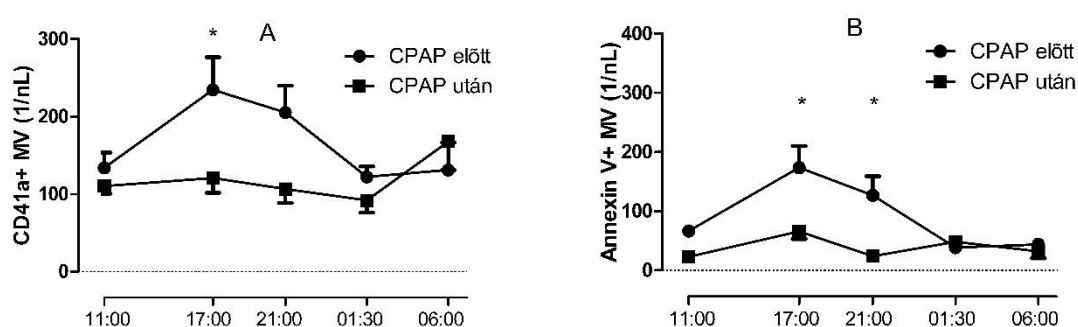 A
*
CPAP elõtt
CPAP után
CD41a+ MV (1/nL)
300
200
100
0
11:00 17:00 21:00 01:30 06:00
B
* *
CPAP elõtt
CPAP után
Annexin V+ MV (1/nL)
400
300
200
100
0
11:00 17:00 21:00 01:30 06:00